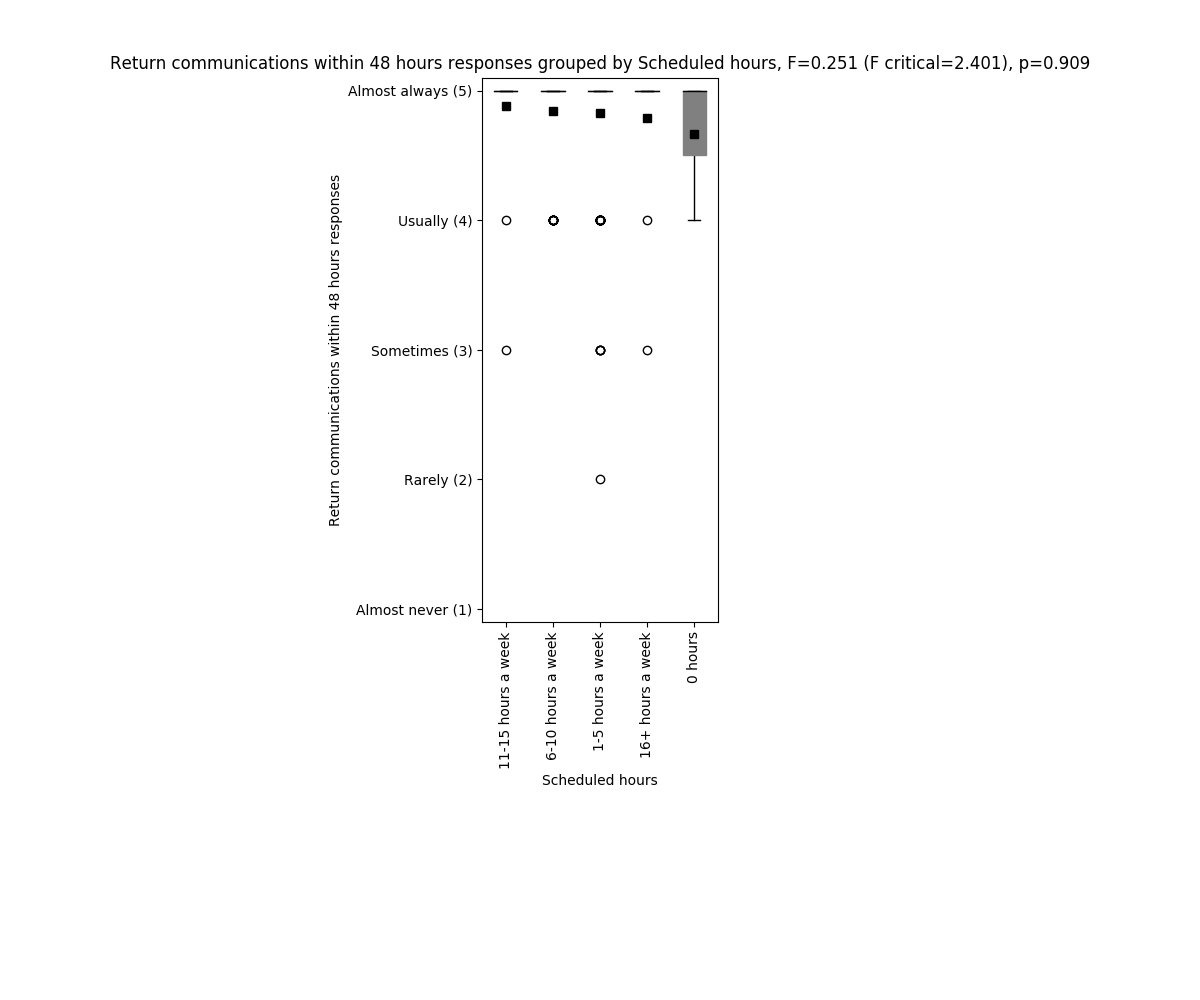 Return communications within 48 hours responses grouped by Scheduled hours, F=0.251 (F critical=2.401), p=0.909
Return communications within 48 hours responses
Almost always (5)
Usually (4)
Sometimes (3)
Rarely (2)
Almost never (1)
11-15 hours a week
6-10 hours a week
1-5 hours a week
16+ hours a week
0 hours
Scheduled hours